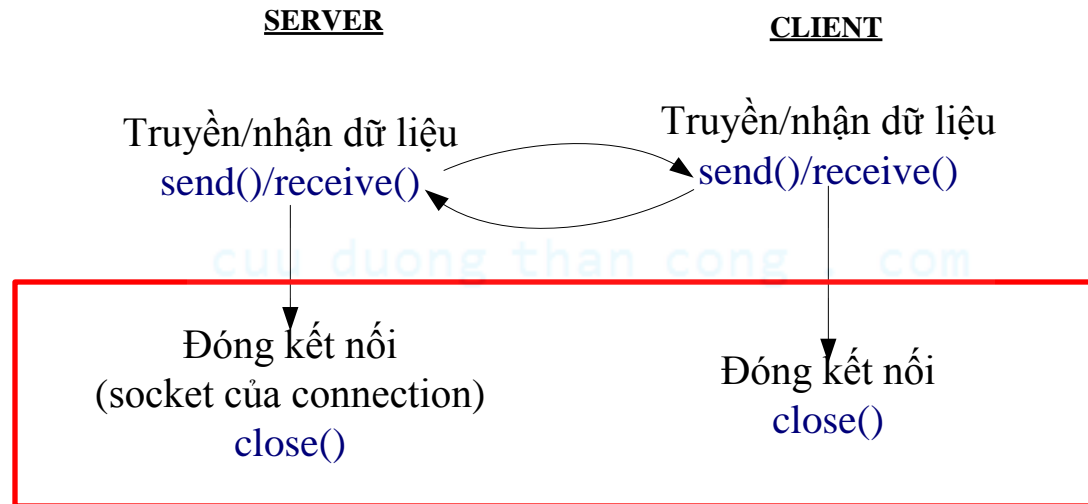 SERVER
CLIENT
Truyền/nhận dữ liệu
send()/receive()
Truyền/nhận dữ liệu
send()/receive()
cuu duong than cong . com
Đóng kết nối
(socket của connection)
close()
Đóng kết nối
close()